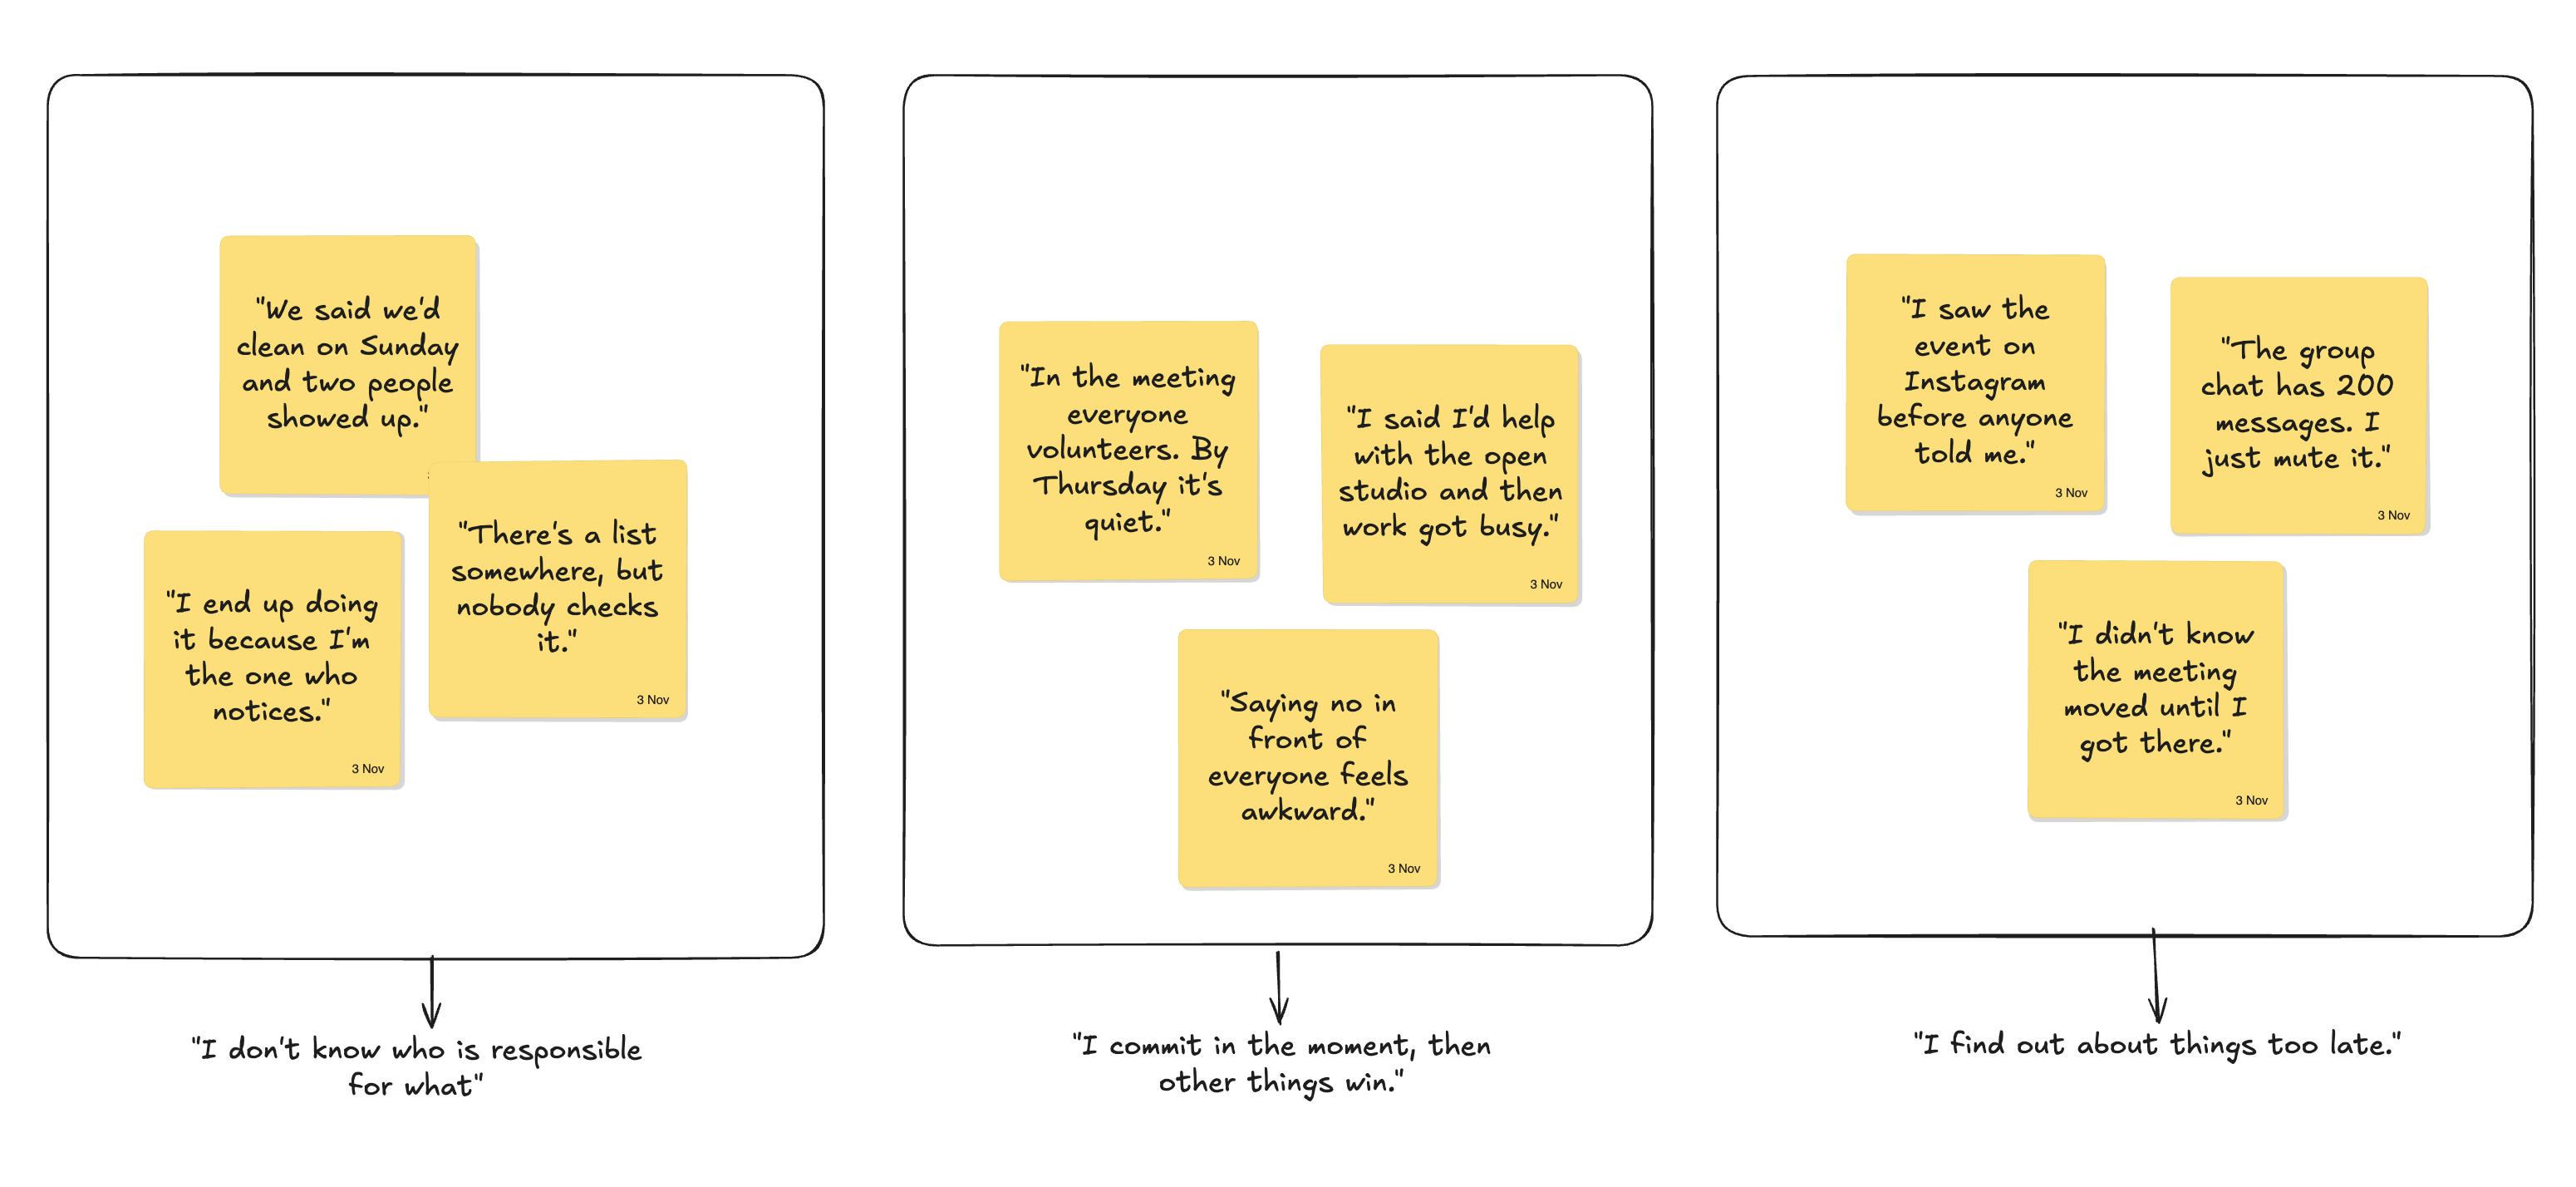 "We said we'd
clean on Sunday
and two people
showed up."
"There's a list
somewhere, but
nobody checks
it."
3 Nov
"I end up doing
it because I'm
the one who
notices."
3 Nov
"I don't know who is responsible
for what"
"In the meeting
everyone
volunteers. By
Thursday it's
quiet."
3 Nov
"I said I'd help
with the open
studio and then
work got busy."
3 Nov
"Saying no in
front of
everyone feels
awkward."
3 Nov
"I commit in the moment, then
other things win."
"I saw the
event on
Instagram
before anyone
told me."
3 Nov
"The group
chat has 200
messages. I
just mute it."
3 Nov
"I didn't know
the meeting
moved until I
got there."
3 Nov
"I find out about things too late."